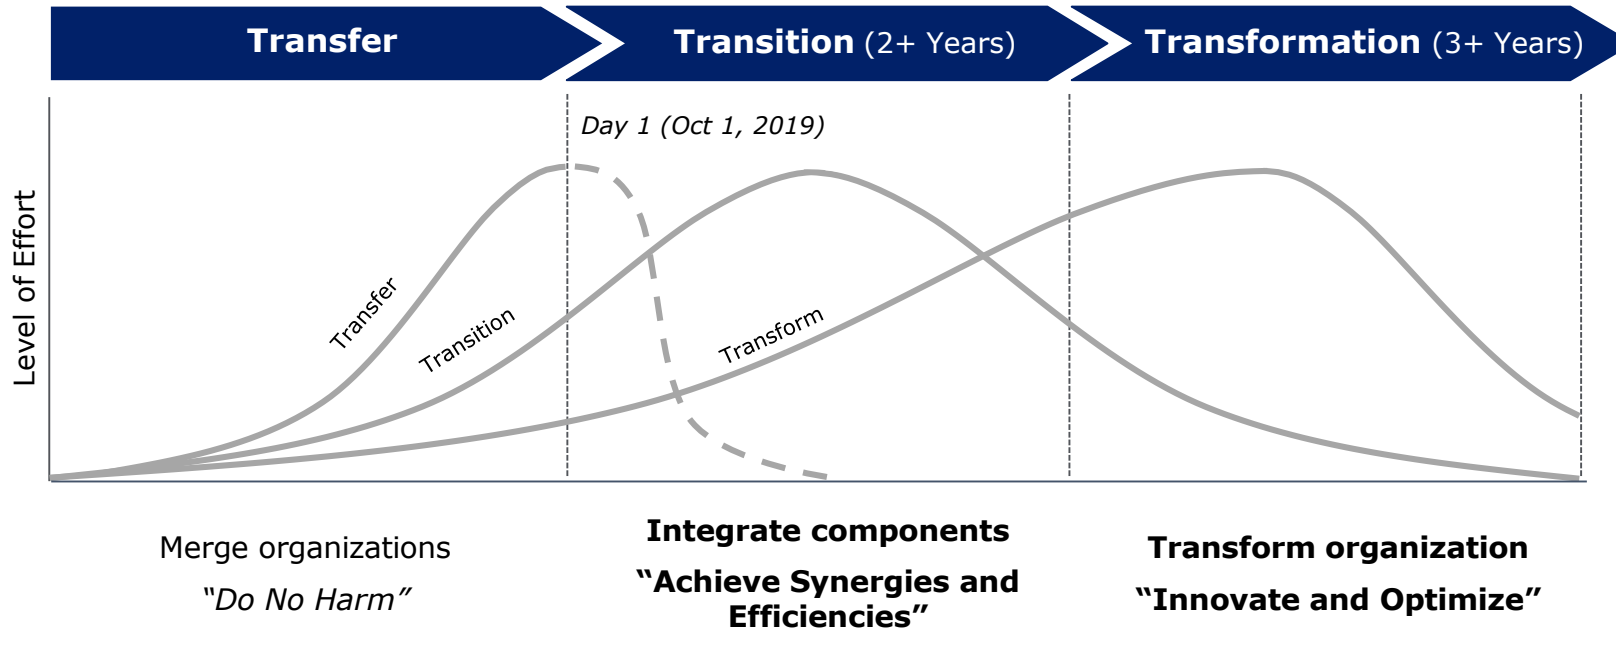 Transfer
Transition (2+ Years)
Transformation (3+ Years)
Day 1 (Oct 1, 2019)
Level of Effort
Transfer
Transition
Transform
Merge organizations
“Do No Harm”
Integrate components
“Achieve Synergies and
Efficiencies”
Transform organization
“Innovate and Optimize”